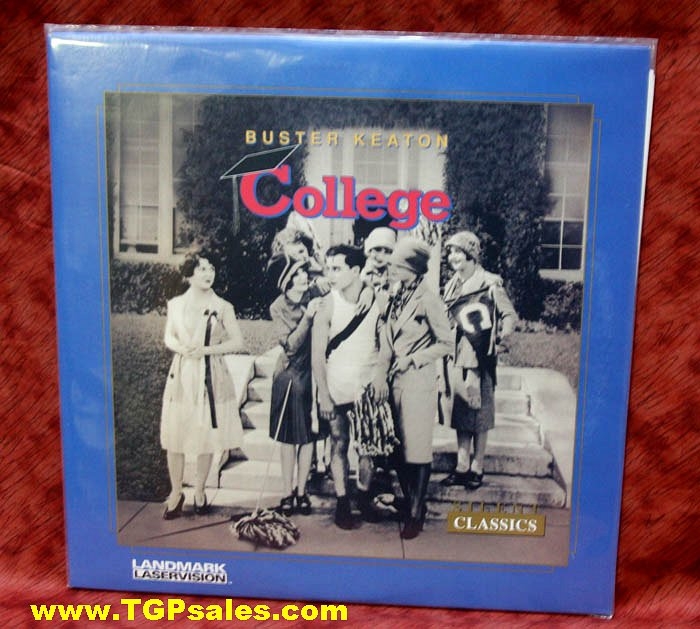 BUSTER KEATON
College
C
CLASSICS
LANDMARK
LASERVISION
www.TGPsales.com